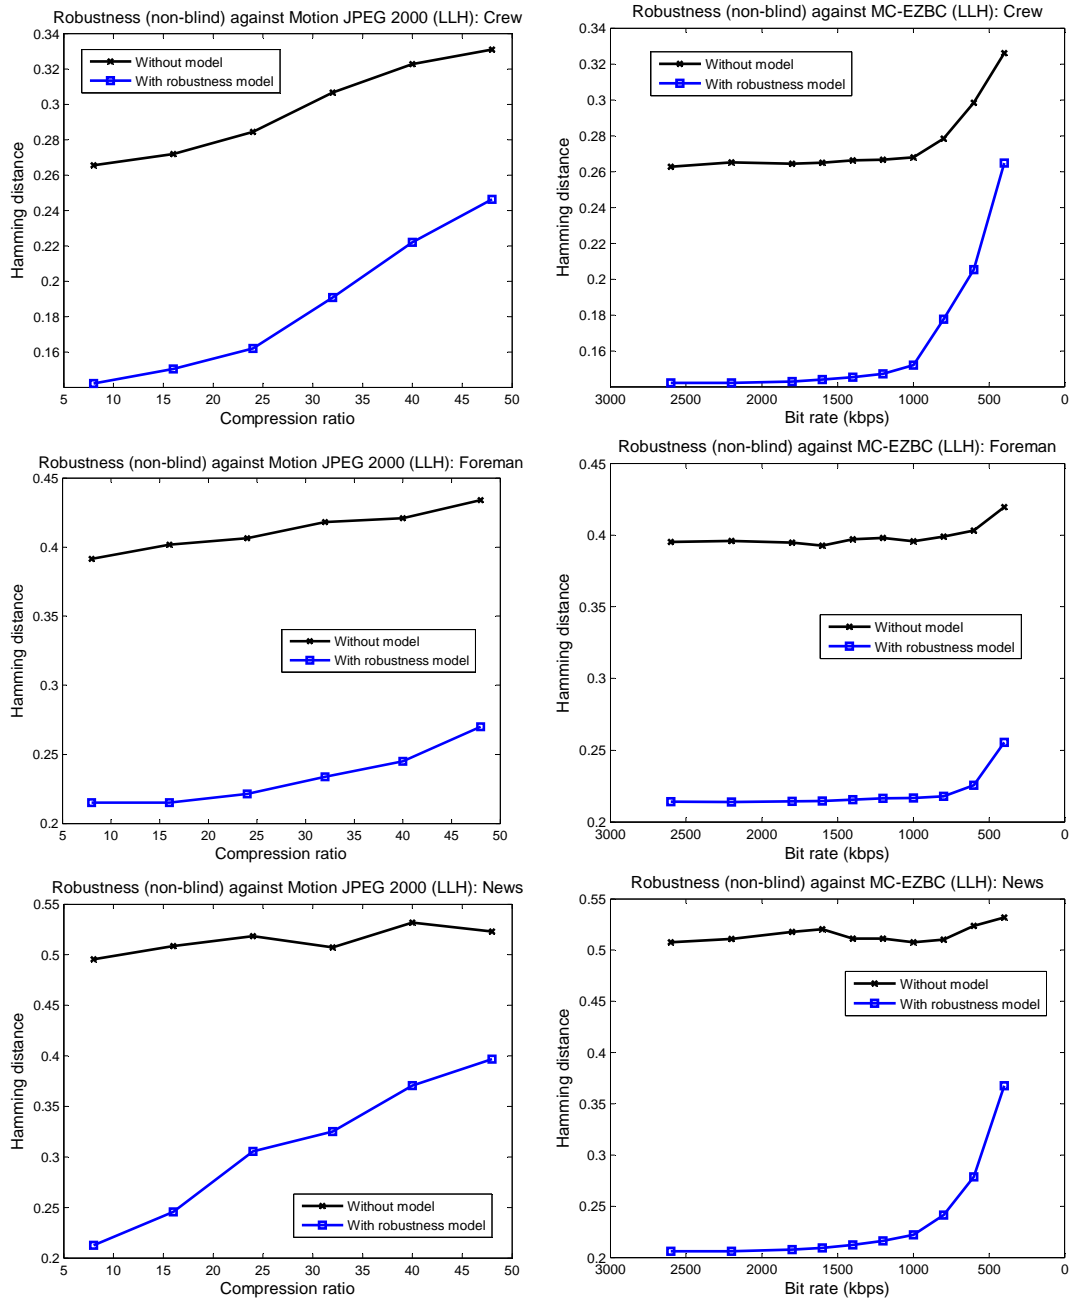 Robustness (non-blind) against Motion JPEG 2000 (LLH): Crew
0.34
0.32
0.3
0.28
0.26
0.24
0.22
0.2
0.18
0.16
Hamming distance
Without model
With robustness model
5 10 15 20 25 30 35 40 45 50
Compression ratio
Robustness (non-blind) against MC-EZBC (LLH): Crew
0.34
0.32
0.3
0.28
0.26
0.24
0.22
0.2
0.18
0.16
Hamming distance
Without model
With robustness model
3000 2500 2000 1500 1000 500 0
Bit rate (kbps)
Robustness (non-blind) against Motion JPEG 2000 (LLH): Foreman
0.45
0.4
0.35
0.3
0.25
0.2
Hamming distance
Without model
With robustness model
5 10 15 20 25 30 35 40 45 50
Compression ratio
Robustness (non-blind) against MC-EZBC (LLH): Foreman
0.45
0.4
0.35
0.3
0.25
0.2
Hamming distance
Without model
With robustness model
3000 2500 2000 1500 1000 500 0
Bit rate (kbps)
Robustness (non-blind) against Motion JPEG 2000 (LLH): News
0.55
0.5
0.45
0.4
0.35
0.3
0.25
0.2
Hamming distance
Without model
With robustness model
5 10 15 20 25 30 35 40 45 50
Compression ratio
Robustness (non-blind) against MC-EZBC (LLH): News
0.55
0.5
0.45
0.4
0.35
0.3
0.25
0.2
Hamming distance
Without model
With robustness model
3000 2500 2000 1500 1000 500 0
Bit rate (kbps)